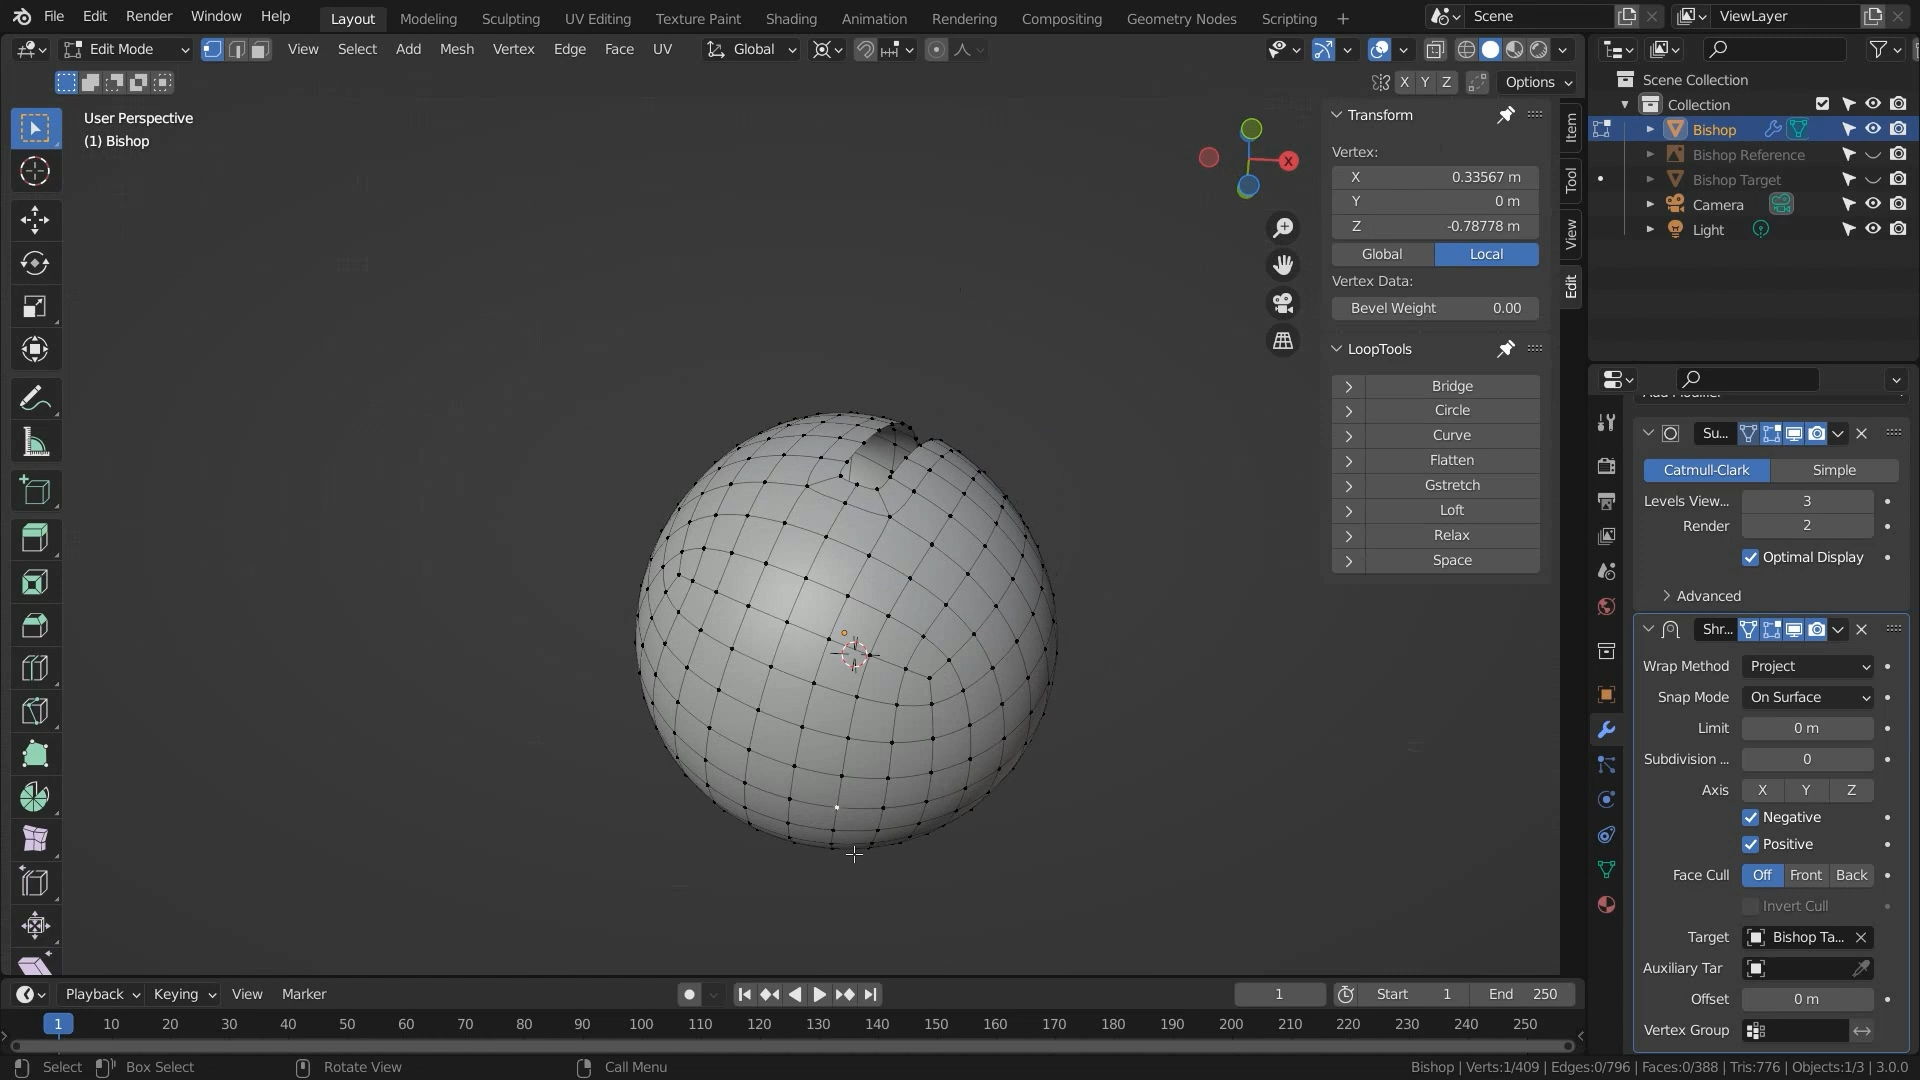 File Edit Render Window Help Layout Modeling Sculpting UV Editing Texture Paint Shading Animation Rendering Compositing Geometry Nodes Scripting + Scene ViewLayer
Edit Mode View Select Add Mesh Vertex Edge Face UV Global
X Y Z Options
User Perspective
(1) Bishop
X
Transform
Vertex:
X 0.33567 m
Y 0 m
Z -0.78778 m
Global Local
Vertex Data:
Bevel Weight 0.00
LoopTools
Bridge
Circle
Curve
Flatten
Gstretch
Loft
Relax
Space
Item
Tool
View
Edit
Scene Collection
Collection
Bishop
Bishop Reference
Bishop Target
Camera
Light
Su...
Catmull-Clark Simple
Levels View... 3
Render 2
Optimal Display
Advanced
Shr...
Wrap Method Project
Snap Mode On Surface
Limit 0 m
Subdivision ... 0
Axis X Y Z
Negative
Positive
Face Cull Off Front Back
Invert Cull
Target Bishop Ta...
Auxiliary Tar
Offset 0 m
Vertex Group
Playback Keying View Marker 1 Start 1 End 250
1 10 20 30 40 50 60 70 80 90 100 110 120 130 140 150 160 170 180 190 200 210 220 230 240 250
Select Box Select Rotate View Call Menu Bishop | Verts:1/409 | Edges:0/796 | Faces:0/388 | Tris:776 | Objects:1/3 | 3.0.0